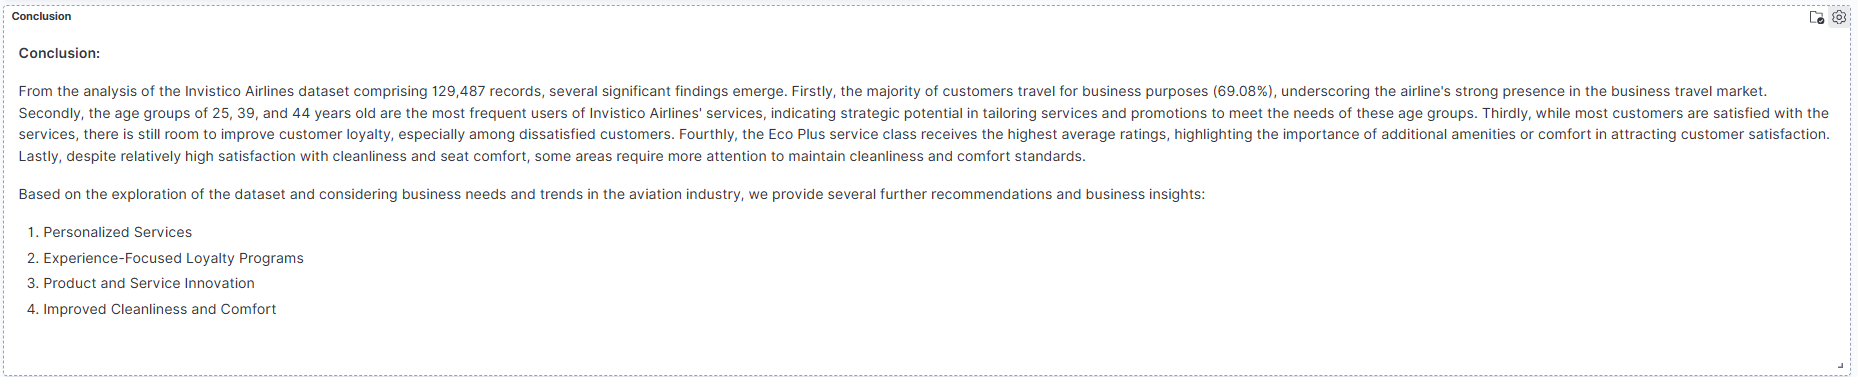 Conclusion
Conclusion:
From the analysis of the Invistico Airlines dataset comprising 129,487 records, several significant findings emerge. Firstly, the majority of customers travel for business purposes (69.08%), underscoring the airline's strong presence in the business travel market.
Secondly, the age groups of 25, 39, and 44 years old are the most frequent users of Invistico Airlines' services, indicating strategic potential in tailoring services and promotions to meet the needs of these age groups. Thirdly, while most customers are satisfied with the
services, there is still room to improve customer loyalty, especially among dissatisfied customers. Fourthly, the Eco Plus service class receives the highest average ratings, highlighting the importance of additional amenities or comfort in attracting customer satisfaction.
Lastly, despite relatively high satisfaction with cleanliness and seat comfort, some areas require more attention to maintain cleanliness and comfort standards.
Based on the exploration of the dataset and considering business needs and trends in the aviation industry, we provide several further recommendations and business insights:
1. Personalized Services
2. Experience-Focused Loyalty Programs
3. Product and Service Innovation
4. Improved Cleanliness and Comfort